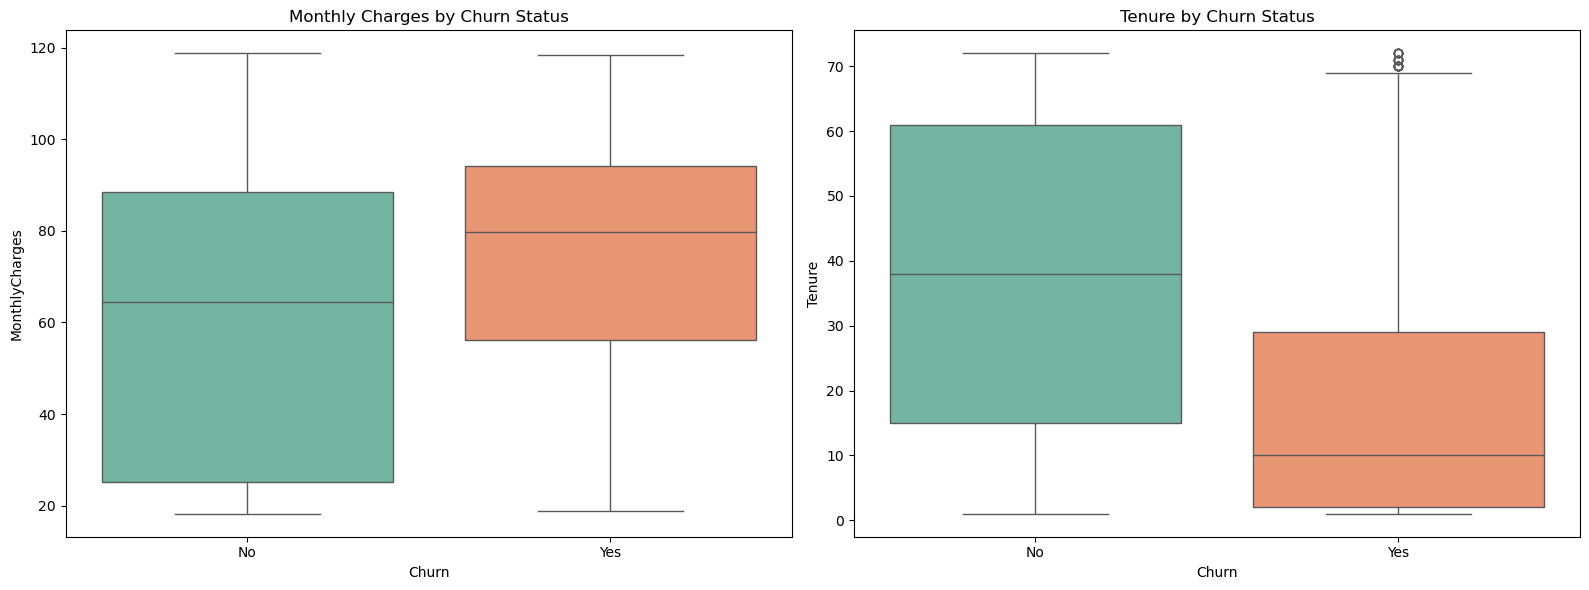 Monthly Charges by Churn Status
120
100
80
60
40
20
MonthlyCharges
No
Yes
Churn
Tenure by Churn Status
70
60
50
40
30
20
10
0
Tenure
No
Yes
Churn